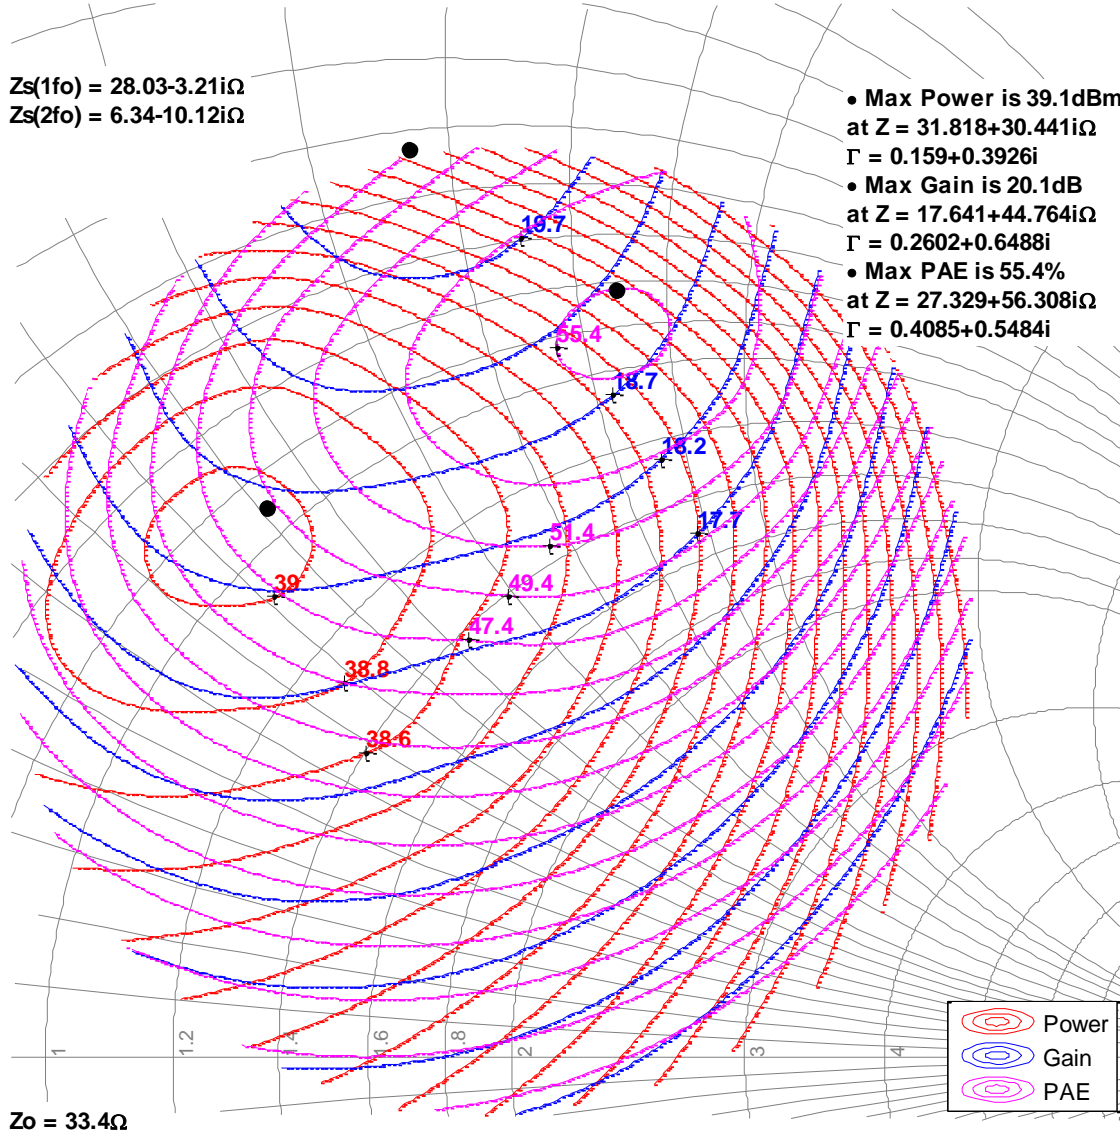 Zs(1fo) = 28.03-3.21iΩ
Zs(2fo) = 6.34-10.12iΩ
• Max Power is 39.1dBm
at Z = 31.818+30.441iΩ
Γ = 0.159+0.3926i
• Max Gain is 20.1dB
at Z = 17.641+44.764iΩ
Γ = 0.2602+0.6488i
• Max PAE is 55.4%
at Z = 27.329+56.308iΩ
Γ = 0.4085+0.5484i
19.7
55.4
18.7
18.2
17.7
51.4
39
49.4
47.4
38.8
38.6
1
1.2
1.4
1.6
1.8
2
3
4
Power
Gain
PAE
Zo = 33.4Ω